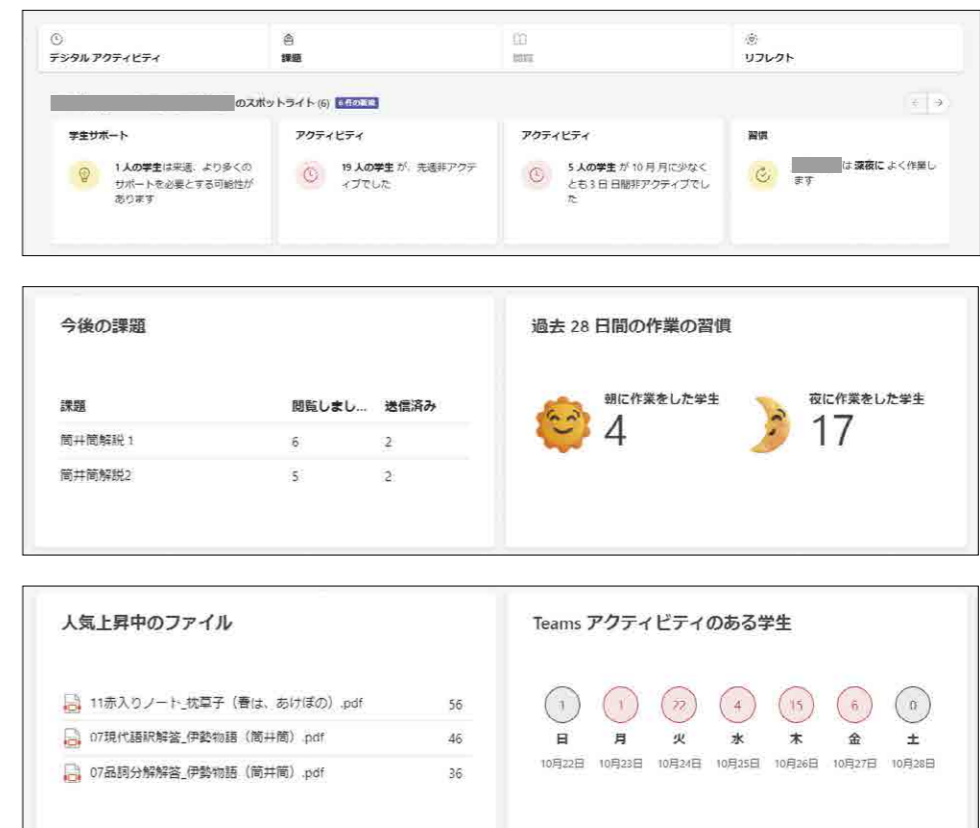 デジタル アクティビティ
課題
閲覧
リフレクト
のスポットライト (6) 6 件の新規
学生サポート
1 人の学生は来週、より多くの
サポートを必要とする可能性が
あります
アクティビティ
19 人の学生 が、先週非アクテ
ィブでした
アクティビティ
5 人の学生 が 10 月 月に少なく
とも 3 日 日間非アクティブでし
た
習慣
は 深夜に よく作業し
ます
今後の課題
課題 閲覧しまし... 送信済み
筒井筒解説 1 6 2
筒井筒解説2 5 2
過去 28 日間の作業の習慣
朝に作業をした学生
4
夜に作業をした学生
17
人気上昇中のファイル
11赤入りノート_枕草子（春は、あけぼの）.pdf 56
07現代語訳解答_伊勢物語（筒井筒）.pdf 46
07品詞分解解答_伊勢物語（筒井筒）.pdf 36
Teams アクティビティのある学生
1 1 22 4 15 6 0
日 月 火 水 木 金 土
10月22日 10月23日 10月24日 10月25日 10月26日 10月27日 10月28日